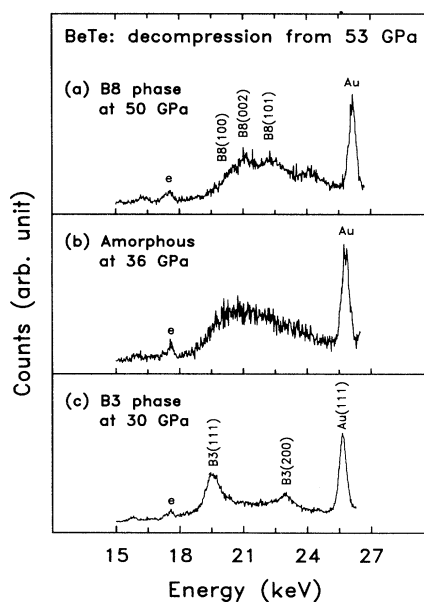 BeTe: decompression from 53 GPa
(a) B8 phase
at 50 GPa
B8(100)
B8(002)
B8(101)
Au
e
(b) Amorphous
at 36 GPa
Au
e
(c) B3 phase
at 30 GPa
B3(111)
B3(200)
Au(111)
e
Counts (arb. unit)
15 18 21 24 27
Energy (keV)